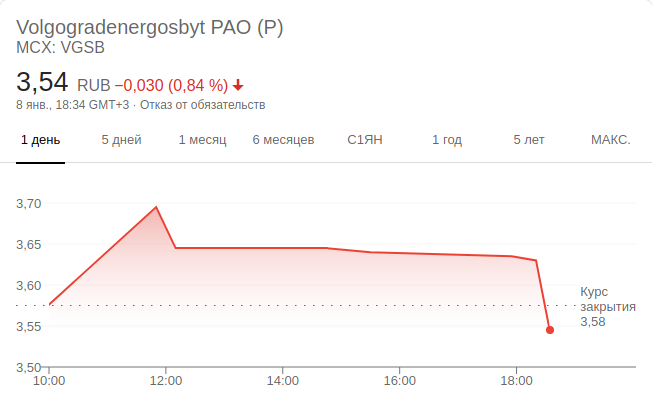 Volgogradenergosbyt PAO (P)
MCX: VGSB
3,54 RUB −0,030 (0,84 %)
8 янв., 18:34 GMT+3 · Отказ от обязательств
1 день 5 дней 1 месяц 6 месяцев С1ЯН 1 год 5 лет МАКС.
3,70
3,65
3,60
Курс
закрытия
3,58
3,55
3,50
10:00 12:00 14:00 16:00 18:00